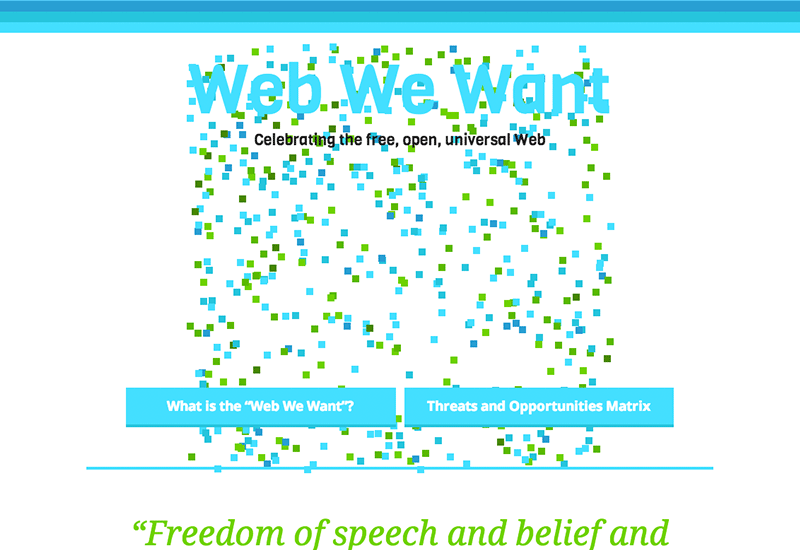 Web We Want
Celebrating the free, open, universal Web
What is the “Web We Want”?
Threats and Opportunities Matrix
“Freedom of speech and belief and